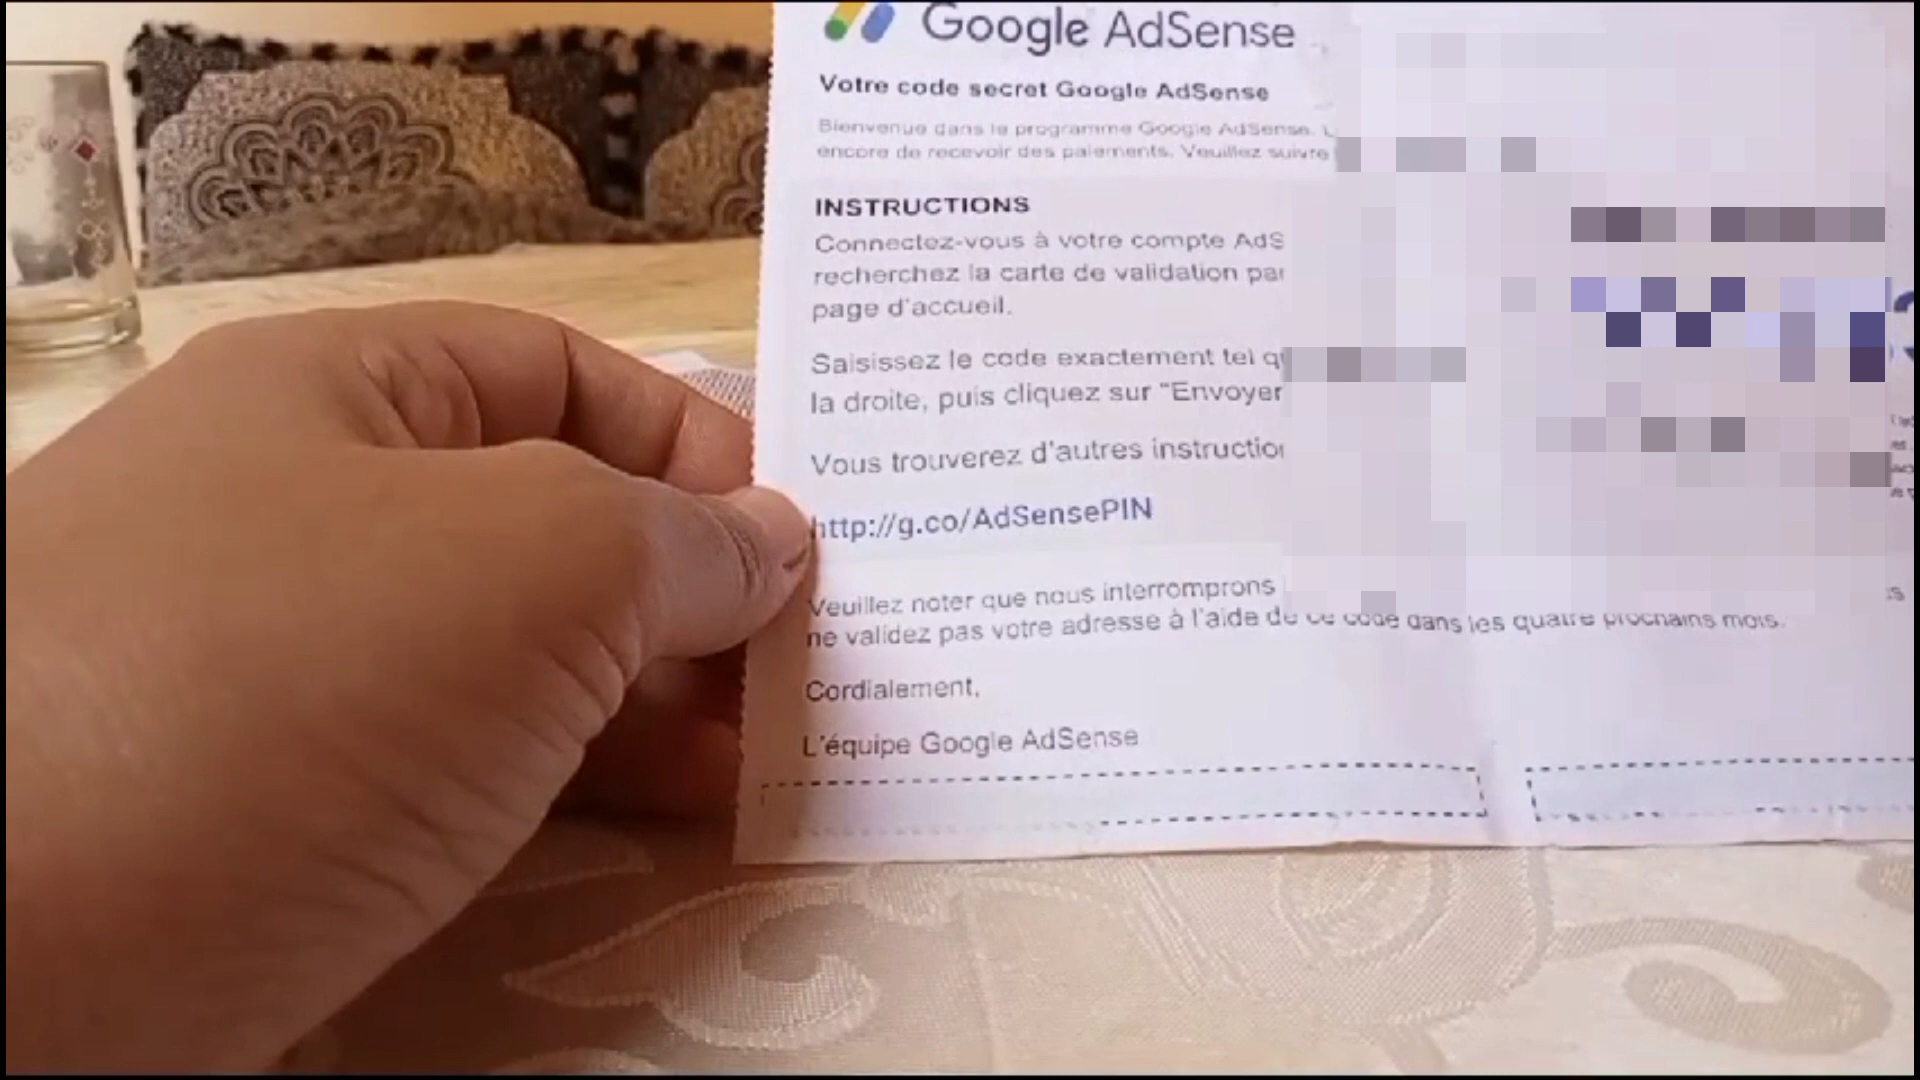 Google AdSense
Votre code secret Google AdSense
Bienvenue dans le programme Google AdSense.
encore de recevoir des paiements. Veuillez suivre
INSTRUCTIONS
Connectez-vous à votre compte AdS
recherchez la carte de validation par
page d'accueil.
Saisissez le code exactement tel qu
la droite, puis cliquez sur "Envoyer
Vous trouverez d'autres instruction
http://g.co/AdSensePIN
Veuillez noter que nous interromprons
ne validez pas votre adresse à l'aide de ce code dans les quatre prochains mois.
Cordialement,
L'équipe Google AdSense